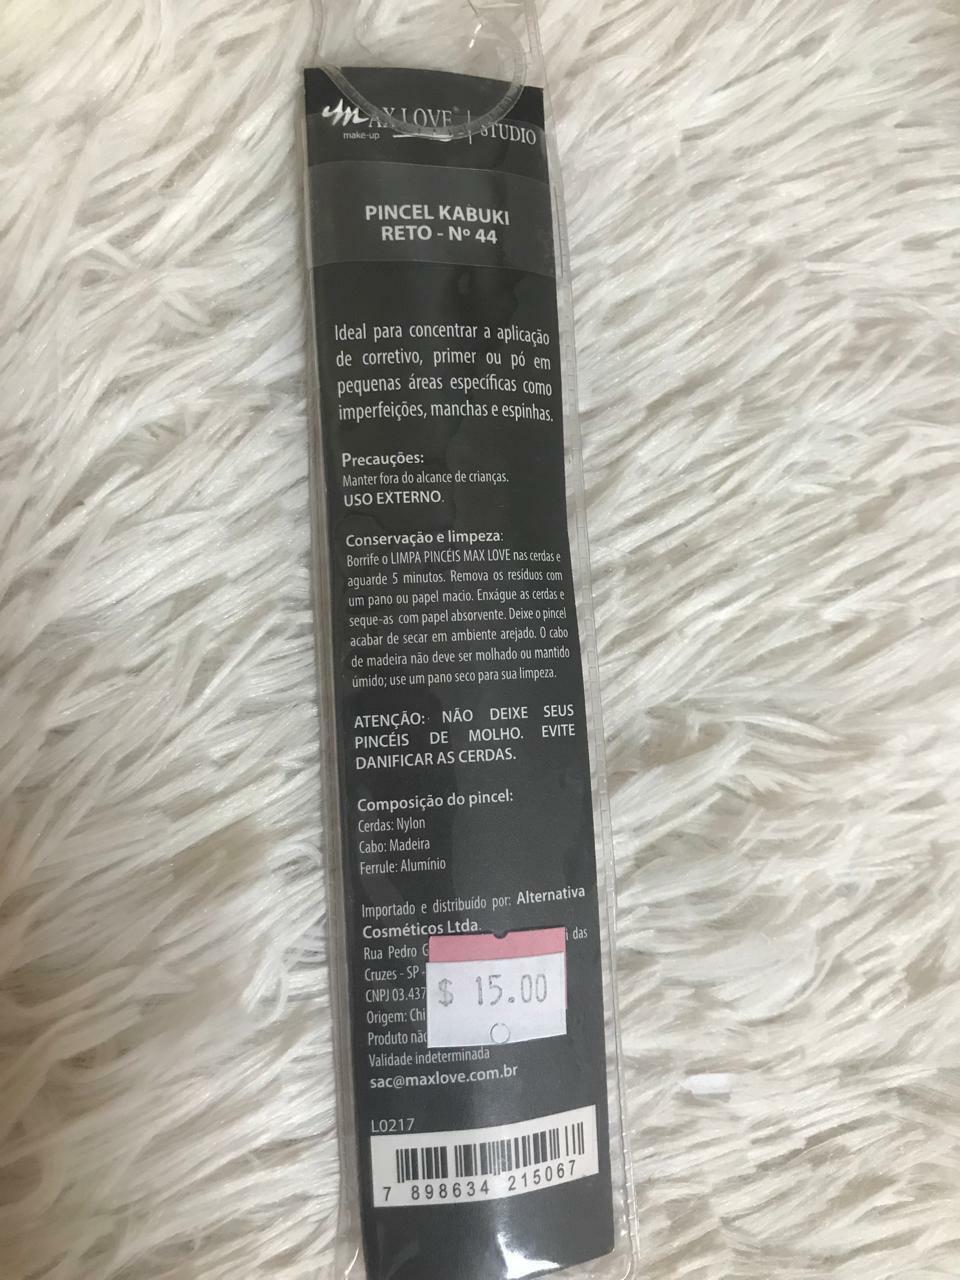 MAX LOVE | STUDIO
make-up
PINCEL KABUKI
RETO - Nº 44
Ideal para concentrar a aplicação
de corretivo, primer ou pó em
pequenas áreas específicas como
imperfeições, manchas e espinhas.
Precauções:
Manter fora do alcance de crianças.
USO EXTERNO.
Conservação e limpeza:
Borrife o LIMPA PINCÉIS MAX LOVE nas cerdas e
aguarde 5 minutos. Remova os resíduos com
um pano ou papel macio. Enxágue as cerdas e
seque-as com papel absorvente. Deixe o pincel
acabar de secar em ambiente arejado. O cabo
de madeira não deve ser molhado ou mantido
úmido; use um pano seco para sua limpeza.
ATENÇÃO: NÃO DEIXE SEUS
PINCÉIS DE MOLHO. EVITE
DANIFICAR AS CERDAS.
Composição do pincel:
Cerdas: Nylon
Cabo: Madeira
Ferrule: Alumínio
Importado e distribuído por: Alternativa
Cosméticos Ltda.
Rua Pedro das
Cruzes - SP -
CNPJ 03.437
Origem: Chi
Produto não
Validade indeterminada
sac@maxlove.com.br
$ 15.00
L0217
7 898634 215067